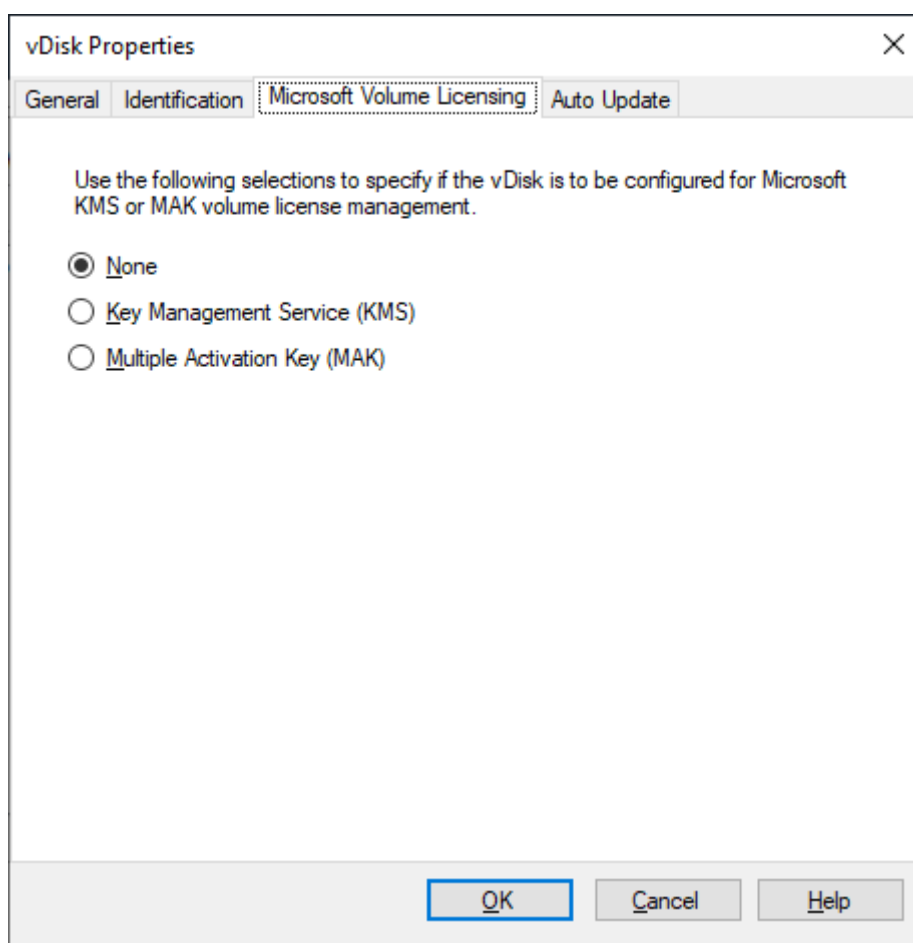 vDisk Properties
General Identification Microsoft Volume Licensing Auto Update
Use the following selections to specify if the vDisk is to be configured for Microsoft
KMS or MAK volume license management.
None
Key Management Service (KMS)
Multiple Activation Key (MAK)
OK Cancel Help